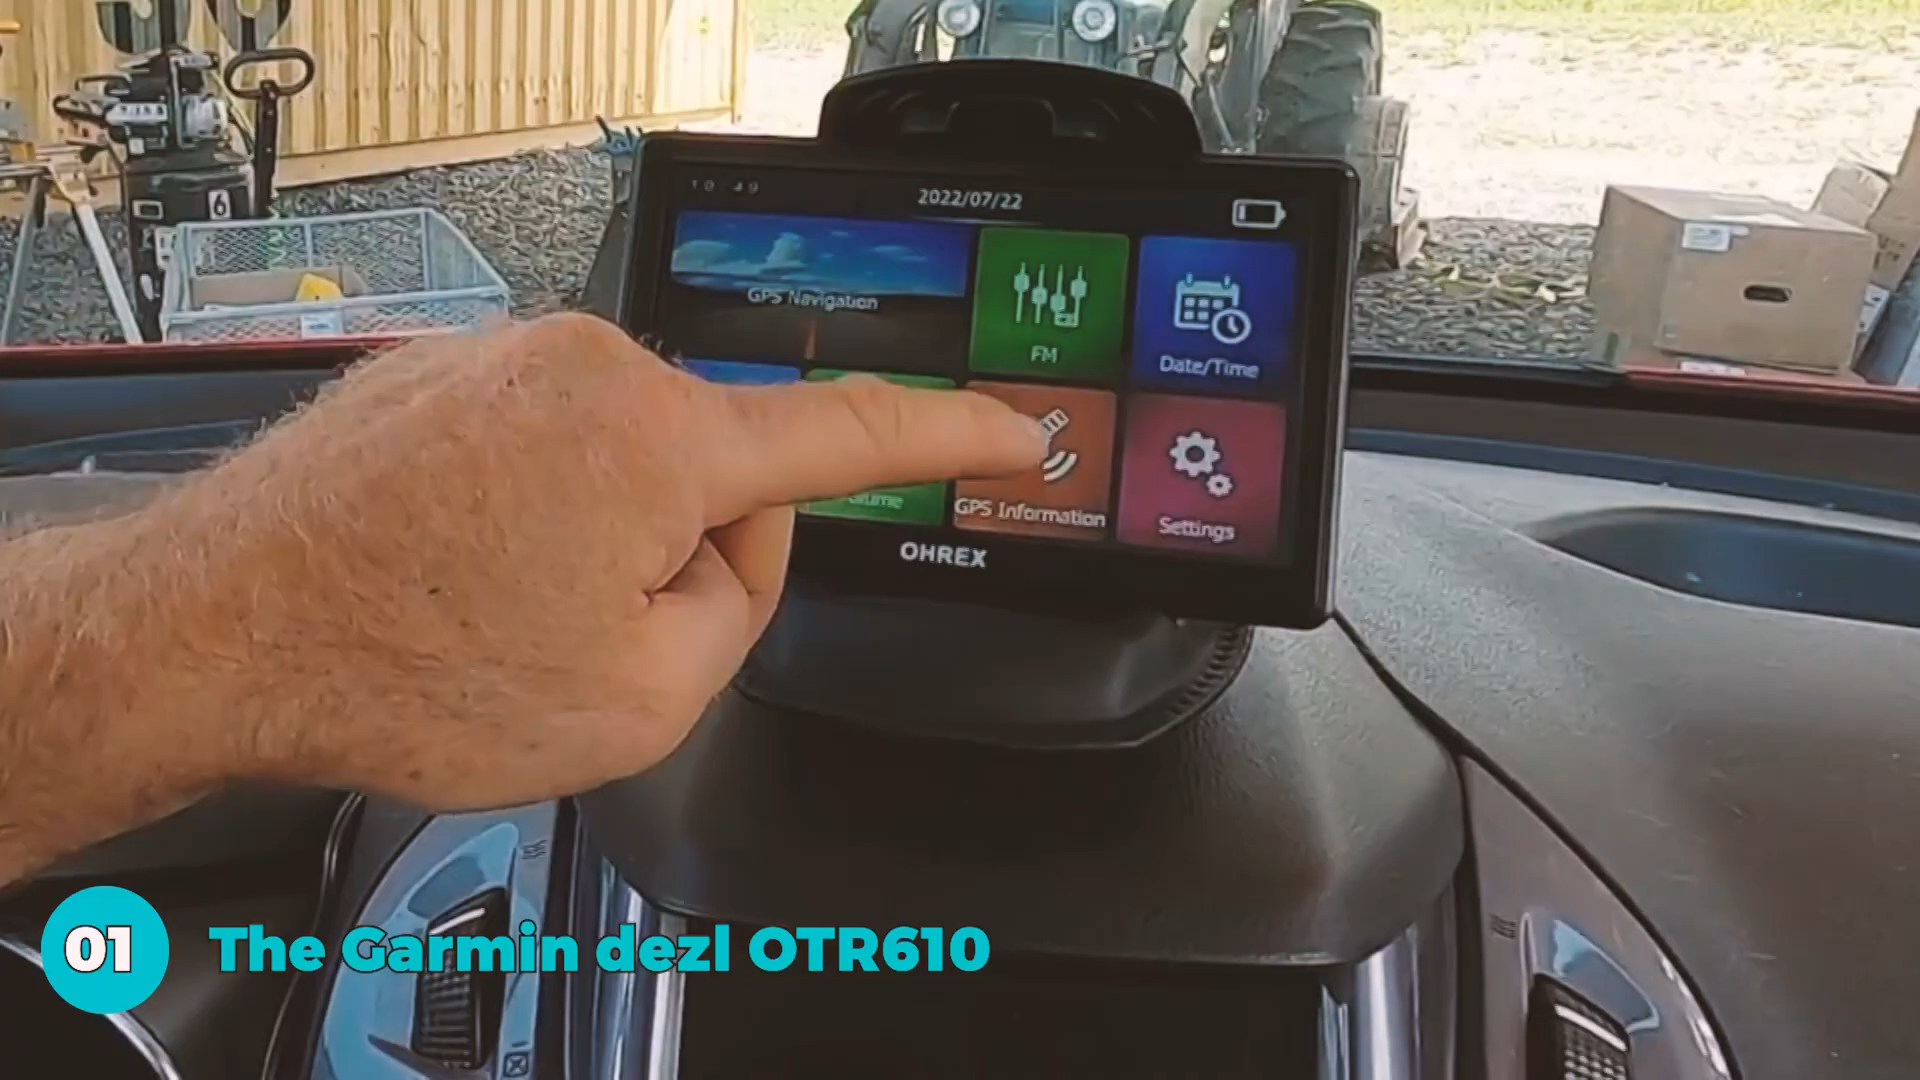 10:49
2022/07/22
GPS Navigation
FM
Date/Time
GPS Information
Settings
OHREX
6
01
The Garmin dezl OTR610